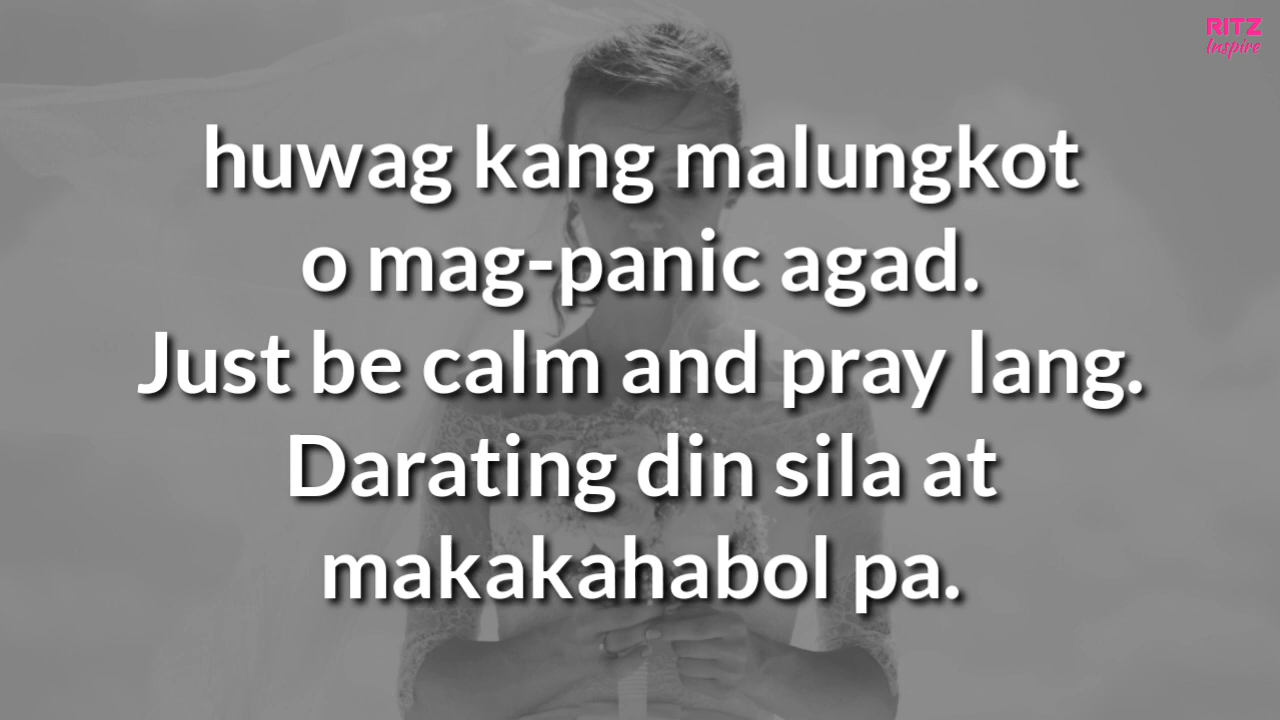 RITZ
Inspire
huwag kang malungkot
o mag-panic agad.
Just be calm and pray lang.
Darating din sila at
makakahabol pa.